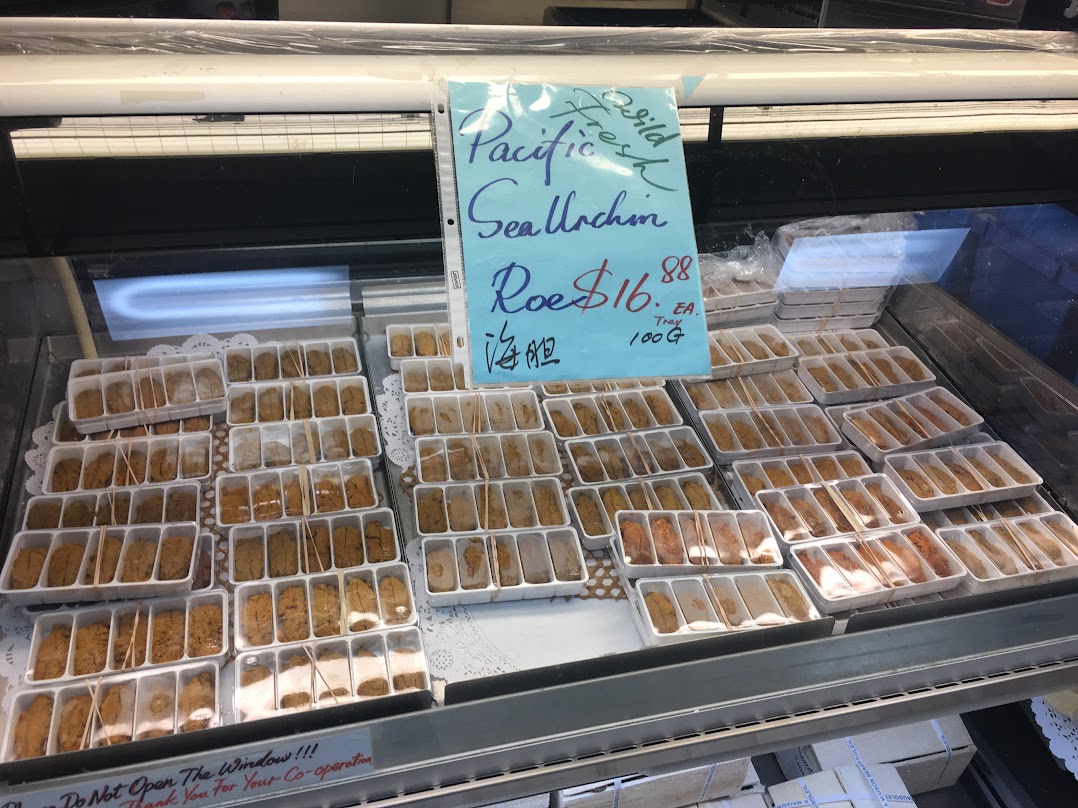 Wild
Fresh
Pacific
Sea Urchin
Roe $16.88
EA.
Tray
100G
海胆
Please Do Not Open The Window!!!
Thank You For Your Co-operation